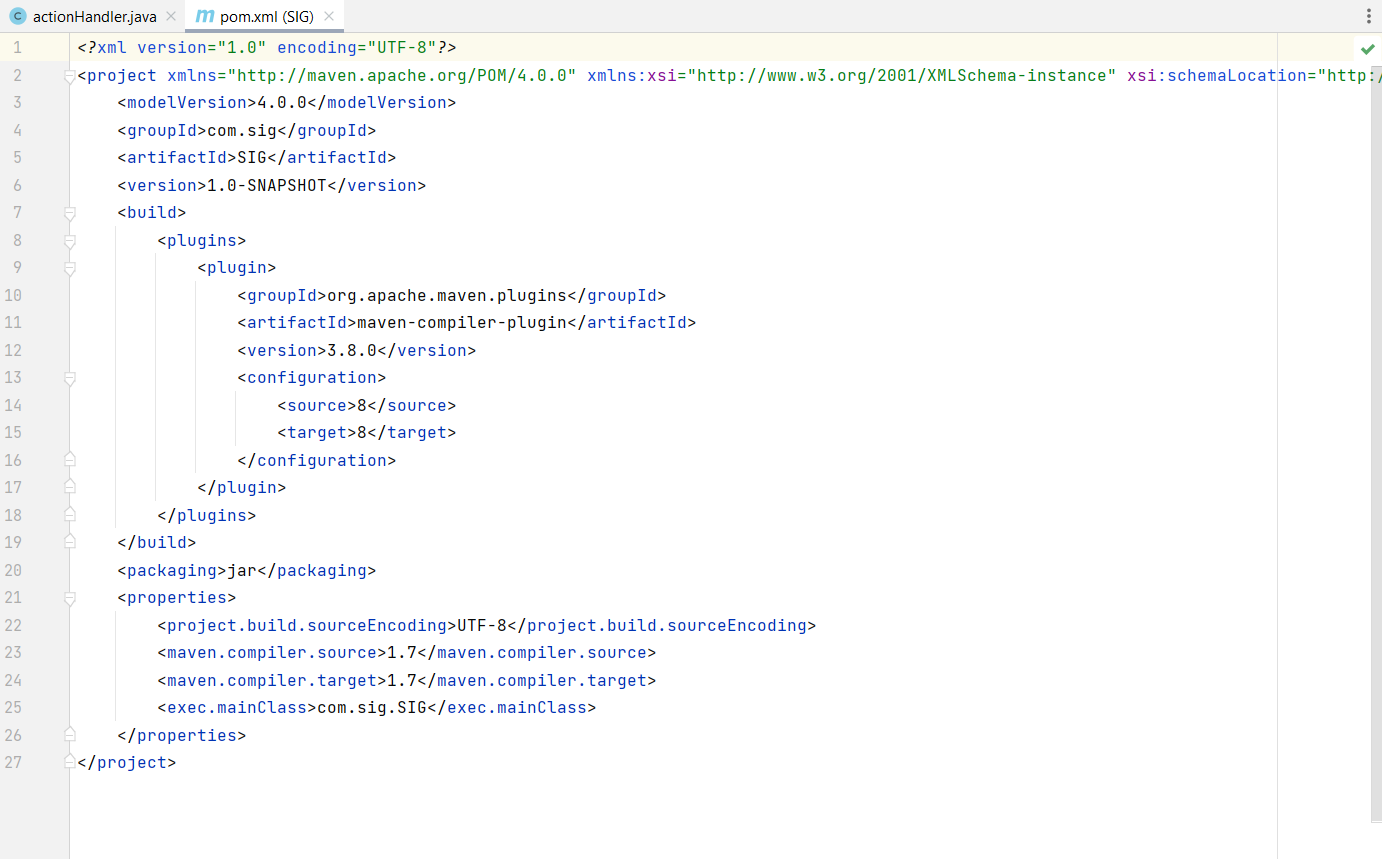 actionHandler.java
pom.xml (SIG)
1 <?xml version="1.0" encoding="UTF-8"?>
2 <project xmlns="http://maven.apache.org/POM/4.0.0" xmlns:xsi="http://www.w3.org/2001/XMLSchema-instance" xsi:schemaLocation="http:/
3 <modelVersion>4.0.0</modelVersion>
4 <groupId>com.sig</groupId>
5 <artifactId>SIG</artifactId>
6 <version>1.0-SNAPSHOT</version>
7 <build>
8 <plugins>
9 <plugin>
10 <groupId>org.apache.maven.plugins</groupId>
11 <artifactId>maven-compiler-plugin</artifactId>
12 <version>3.8.0</version>
13 <configuration>
14 <source>8</source>
15 <target>8</target>
16 </configuration>
17 </plugin>
18 </plugins>
19 </build>
20 <packaging>jar</packaging>
21 <properties>
22 <project.build.sourceEncoding>UTF-8</project.build.sourceEncoding>
23 <maven.compiler.source>1.7</maven.compiler.source>
24 <maven.compiler.target>1.7</maven.compiler.target>
25 <exec.mainClass>com.sig.SIG</exec.mainClass>
26 </properties>
27 </project>